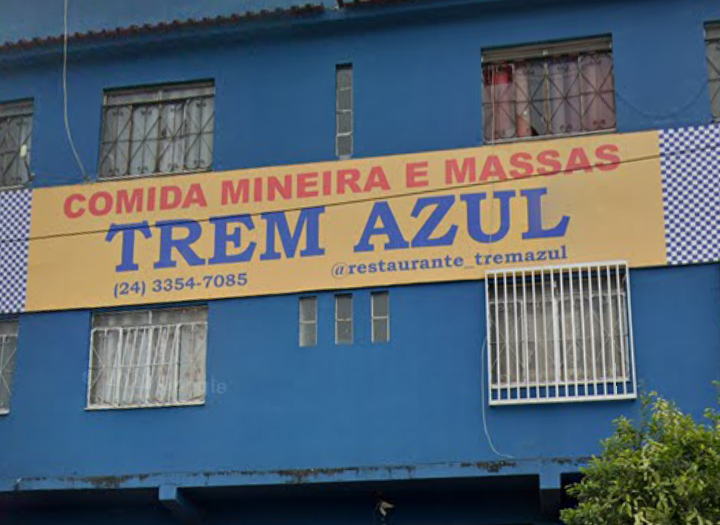 COMIDA MINEIRA E MASSAS
TREM AZUL
(24) 3354-7085 @restaurante_tremazul